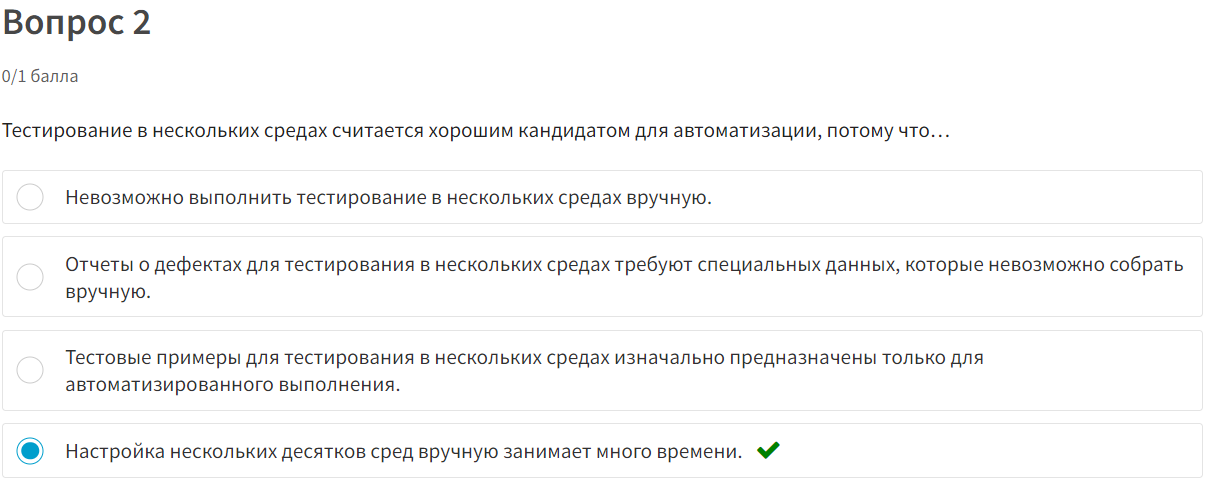 Вопрос 2
0/1 балла
Тестирование в нескольких средах считается хорошим кандидатом для автоматизации, потому что…
Невозможно выполнить тестирование в нескольких средах вручную.
Отчеты о дефектах для тестирования в нескольких средах требуют специальных данных, которые невозможно собрать
вручную.
Тестовые примеры для тестирования в нескольких средах изначально предназначены только для
автоматизированного выполнения.
Настройка нескольких десятков сред вручную занимает много времени.